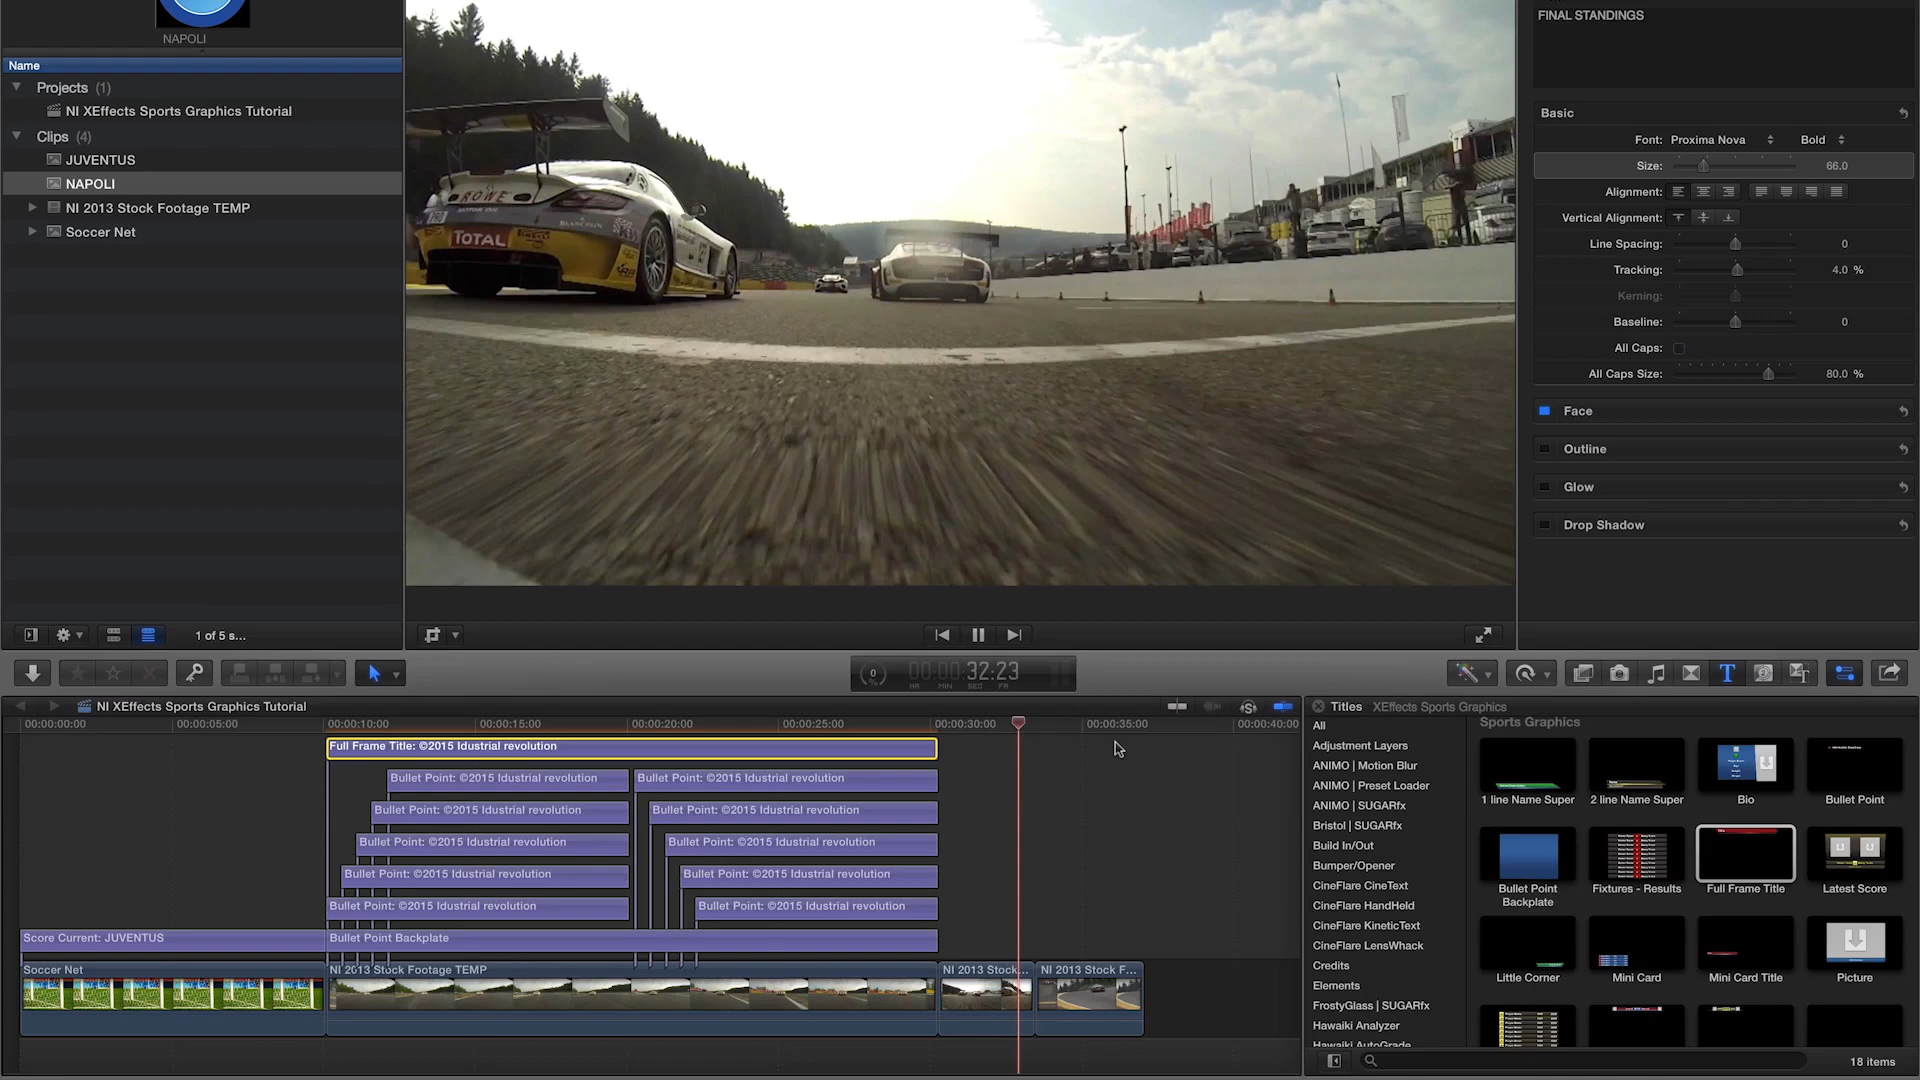 NAPOLI
Name
Projects (1)
NI XEffects Sports Graphics Tutorial
Clips (4)
JUVENTUS
NAPOLI
NI 2013 Stock Footage TEMP
Soccer Net
1 of 5 s...
ROWE
TOTAL
FINAL STANDINGS
Basic
Font: Proxima Nova Bold
Size: 66.0
Alignment:
Vertical Alignment:
Line Spacing: 0
Tracking: 4.0 %
Kerning:
Baseline: 0
All Caps:
All Caps Size: 80.0 %
Face
Outline
Glow
Drop Shadow
0
%
00:00:32:23
HR MIN SEC FR
NI XEffects Sports Graphics Tutorial
00:00:00:00 00:00:05:00 00:00:10:00 00:00:15:00 00:00:20:00 00:00:25:00 00:00:30:00 00:00:35:00 00:00:40:00
Full Frame Title: ©2015 Idustrial revolution
Bullet Point: ©2015 Idustrial revolution Bullet Point: ©2015 Idustrial revolution
Bullet Point: ©2015 Idustrial revolution Bullet Point: ©2015 Idustrial revolution
Bullet Point: ©2015 Idustrial revolution Bullet Point: ©2015 Idustrial revolution
Bullet Point: ©2015 Idustrial revolution Bullet Point: ©2015 Idustrial revolution
Bullet Point: ©2015 Idustrial revolution Bullet Point: ©2015 Idustrial revolution
Score Current: JUVENTUS Bullet Point Backplate
Soccer Net NI 2013 Stock Footage TEMP NI 2013 Stock... NI 2013 Stock F...
Titles XEffects Sports Graphics
All
Adjustment Layers
ANIMO | Motion Blur
ANIMO | Preset Loader
ANIMO | SUGARfx
Bristol | SUGARfx
Build In/Out
Bumper/Opener
CineFlare CineText
CineFlare HandHeld
CineFlare KineticText
CineFlare LensWhack
Credits
Elements
FrostyGlass | SUGARfx
Hawaiki Analyzer
Hawaiki AutoGrade
Sports Graphics
1 line Name Super 2 line Name Super Bio Bullet Point
Bullet Point Backplate Fixtures - Results Full Frame Title Latest Score
Little Corner Mini Card Mini Card Title Picture
18 items